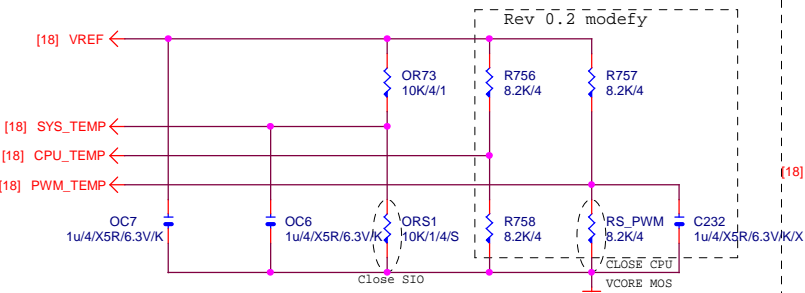 Rev 0.2 modefy
[18] VREF
OR73
10K/4/1
R756
8.2K/4
R757
8.2K/4
[18] SYS_TEMP
[18] CPU_TEMP
[18]
[18] PWM_TEMP
OC7
1u/4/X5R/6.3V/K
OC6
1u/4/X5R/6.3V/K
ORS1
10K/1/4/S
R758
8.2K/4
RS_PWM
8.2K/4
C232
1u/4/X5R/6.3V/K/X
Close SIO
CLOSE CPU
VCORE MOS